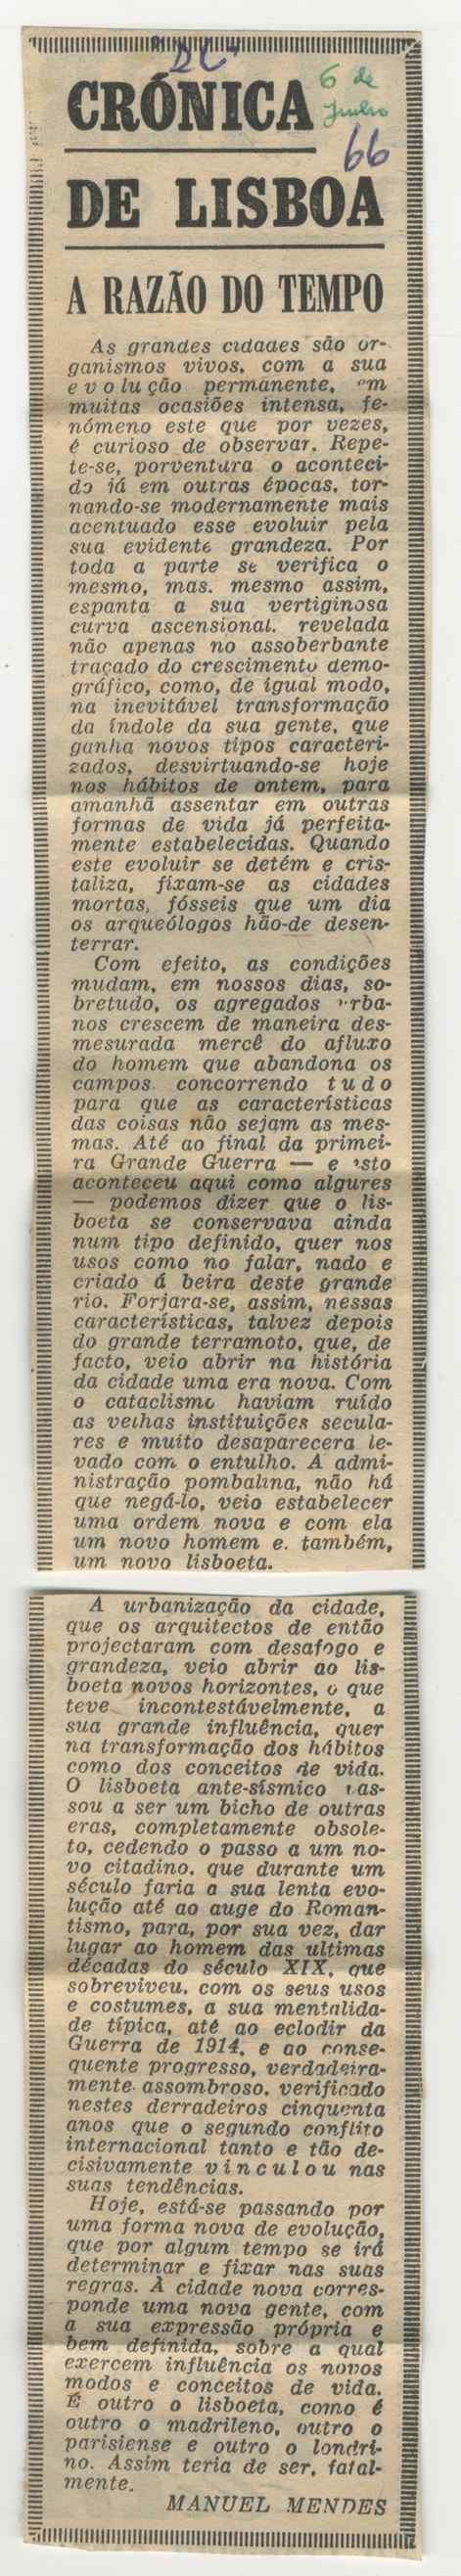 "DL"
6 de
Junho
66
CRÓNICA
DE LISBOA
A RAZÃO DO TEMPO
As grandes cidades são or-
ganismos vivos, com a sua
evolução permanente, em
muitas ocasiões intensa, fe-
nómeno este que por vezes,
é curioso de observar. Repe-
te-se, porventura o aconteci-
do já em outras épocas, tor-
nando-se modernamente mais
acentuado esse evoluir pela
sua evidente grandeza. Por
toda a parte se verifica o
mesmo, mas. mesmo assim,
espanta a sua vertiginosa
curva ascensional. revelada
não apenas no assoberbante
traçado do crescimento demo-
gráfico, como, de igual modo,
na inevitável transformação
da índole da sua gente, que
ganha novos tipos caracteri-
zados, desvirtuando-se hoje
nos hábitos de ontem, para
amanhã assentar em outras
formas de vida já perfeita-
mente estabelecidas. Quando
este evoluir se detém e cris-
taliza, fixam-se as cidades
mortas, fósseis que um dia
os arqueólogos hão-de desen-
terrar.
Com efeito, as condições
mudam, em nossos dias, so-
bretudo, os agregados urba-
nos crescem de maneira des-
mesurada mercê do afluxo
do homem que abandona os
campos. concorrendo tudo
para que as características
das coisas não sejam as mes-
mas. Até ao final da primei-
ra Grande Guerra — e isto
aconteceu aqui como algures
— podemos dizer que o lis-
boeta se conservava ainda
num tipo definido, quer nos
usos como no falar, nado e
criado á beira deste grande
rio. Forjara-se, assim, nessas
características, talvez depois
do grande terramoto, que, de
facto, veio abrir na história
da cidade uma era nova. Com
o cataclismo haviam ruído
as velhas instituições secula-
res e muito desaparecera le-
vado com o entulho. A admi-
nistração pombalina, não há
que negá-lo, veio estabelecer
uma ordem nova e com ela
um novo homem e. também,
um novo lisboeta.
A urbanização da cidade,
que os arquitectos de então
projectaram com desafogo e
grandeza, veio abrir ao lis-
boeta novos horizontes, o que
teve incontestávelmente, a
sua grande influência, quer
na transformação dos hábitos
como dos conceitos de vida.
O lisboeta ante-sísmico pas-
sou a ser um bicho de outras
eras, completamente obsole-
to, cedendo o passo a um no-
vo citadino. que durante um
século faria a sua lenta evo-
lução até ao auge do Roman-
tismo, para, por sua vez, dar
lugar ao homem das ultimas
décadas do século XIX, que
sobreviveu, com os seus usos
e costumes, a sua mentalida-
de típica, até ao eclodir da
Guerra de 1914, e ao conse-
quente progresso, verdadeira-
mente assombroso, verificado
nestes derradeiros cinquenta
anos que o segundo conflito
internacional tanto e tão de-
cisivamente vinculou nas
suas tendências.
Hoje, está-se passando por
uma forma nova de evolução,
que por algum tempo se irá
determinar e fixar nas suas
regras. À cidade nova corres-
ponde uma nova gente, com
a sua expressão própria e
bem definida, sobre a qual
exercem influência os novos
modos e conceitos de vida.
É outro o lisboeta, como é
outro o madrileno, outro o
parisiense e outro o londri-
no. Assim teria de ser, fatal-
mente.
MANUEL MENDES